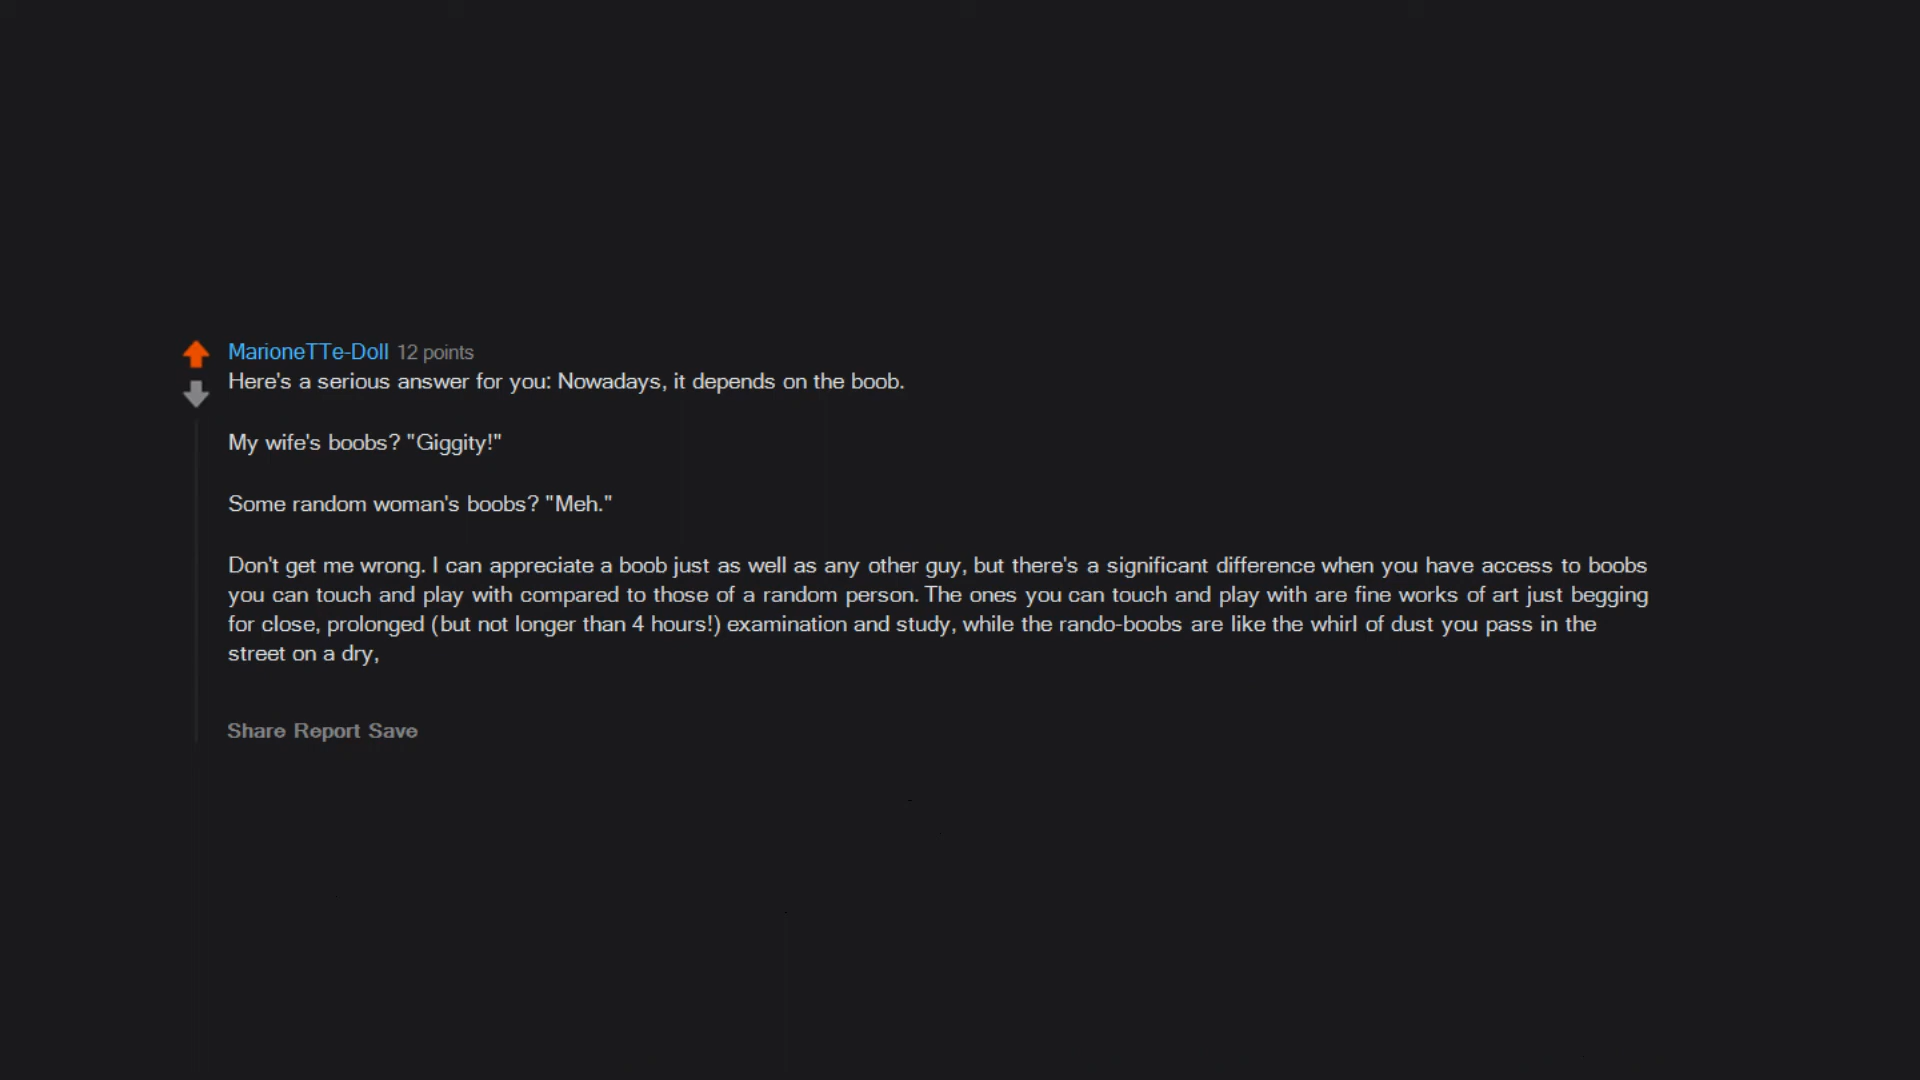 MarioneTTe-Doll 12 points
Here's a serious answer for you: Nowadays, it depends on the boob.
My wife's boobs? "Giggity!"
Some random woman's boobs? "Meh."
Don't get me wrong. I can appreciate a boob just as well as any other guy, but there's a significant difference when you have access to boobs
you can touch and play with compared to those of a random person. The ones you can touch and play with are fine works of art just begging
for close, prolonged (but not longer than 4 hours!) examination and study, while the rando-boobs are like the whirl of dust you pass in the
street on a dry,
Share Report Save